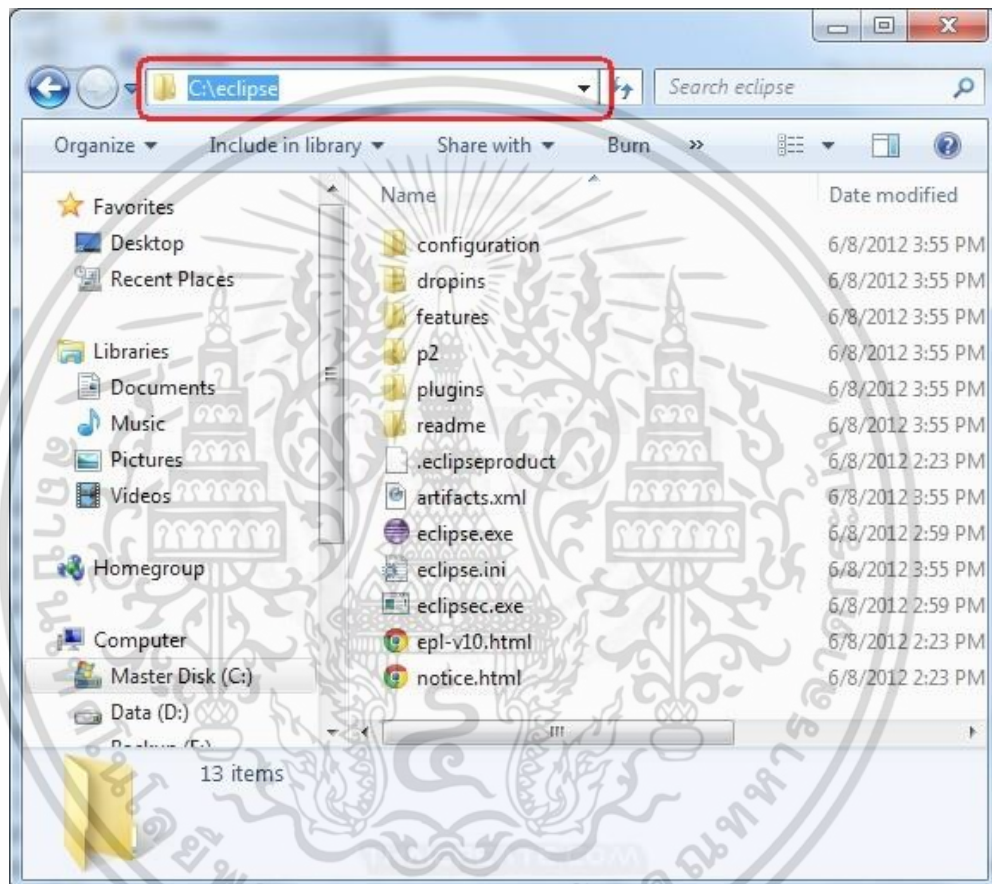 C:\eclipse
Search eclipse
Organize Include in library Share with Burn »
Name Date modified
Favorites
Desktop
Recent Places
Libraries
Documents
Music
Pictures
Videos
Homegroup
Computer
Master Disk (C:)
Data (D:)
configuration 6/8/2012 3:55 PM
dropins 6/8/2012 3:55 PM
features 6/8/2012 3:55 PM
p2 6/8/2012 3:55 PM
plugins 6/8/2012 3:55 PM
readme 6/8/2012 3:55 PM
.eclipseproduct 6/8/2012 2:23 PM
artifacts.xml 6/8/2012 3:55 PM
eclipse.exe 6/8/2012 2:59 PM
eclipse.ini 6/8/2012 3:55 PM
eclipsec.exe 6/8/2012 2:59 PM
epl-v10.html 6/8/2012 2:23 PM
notice.html 6/8/2012 2:23 PM
13 items